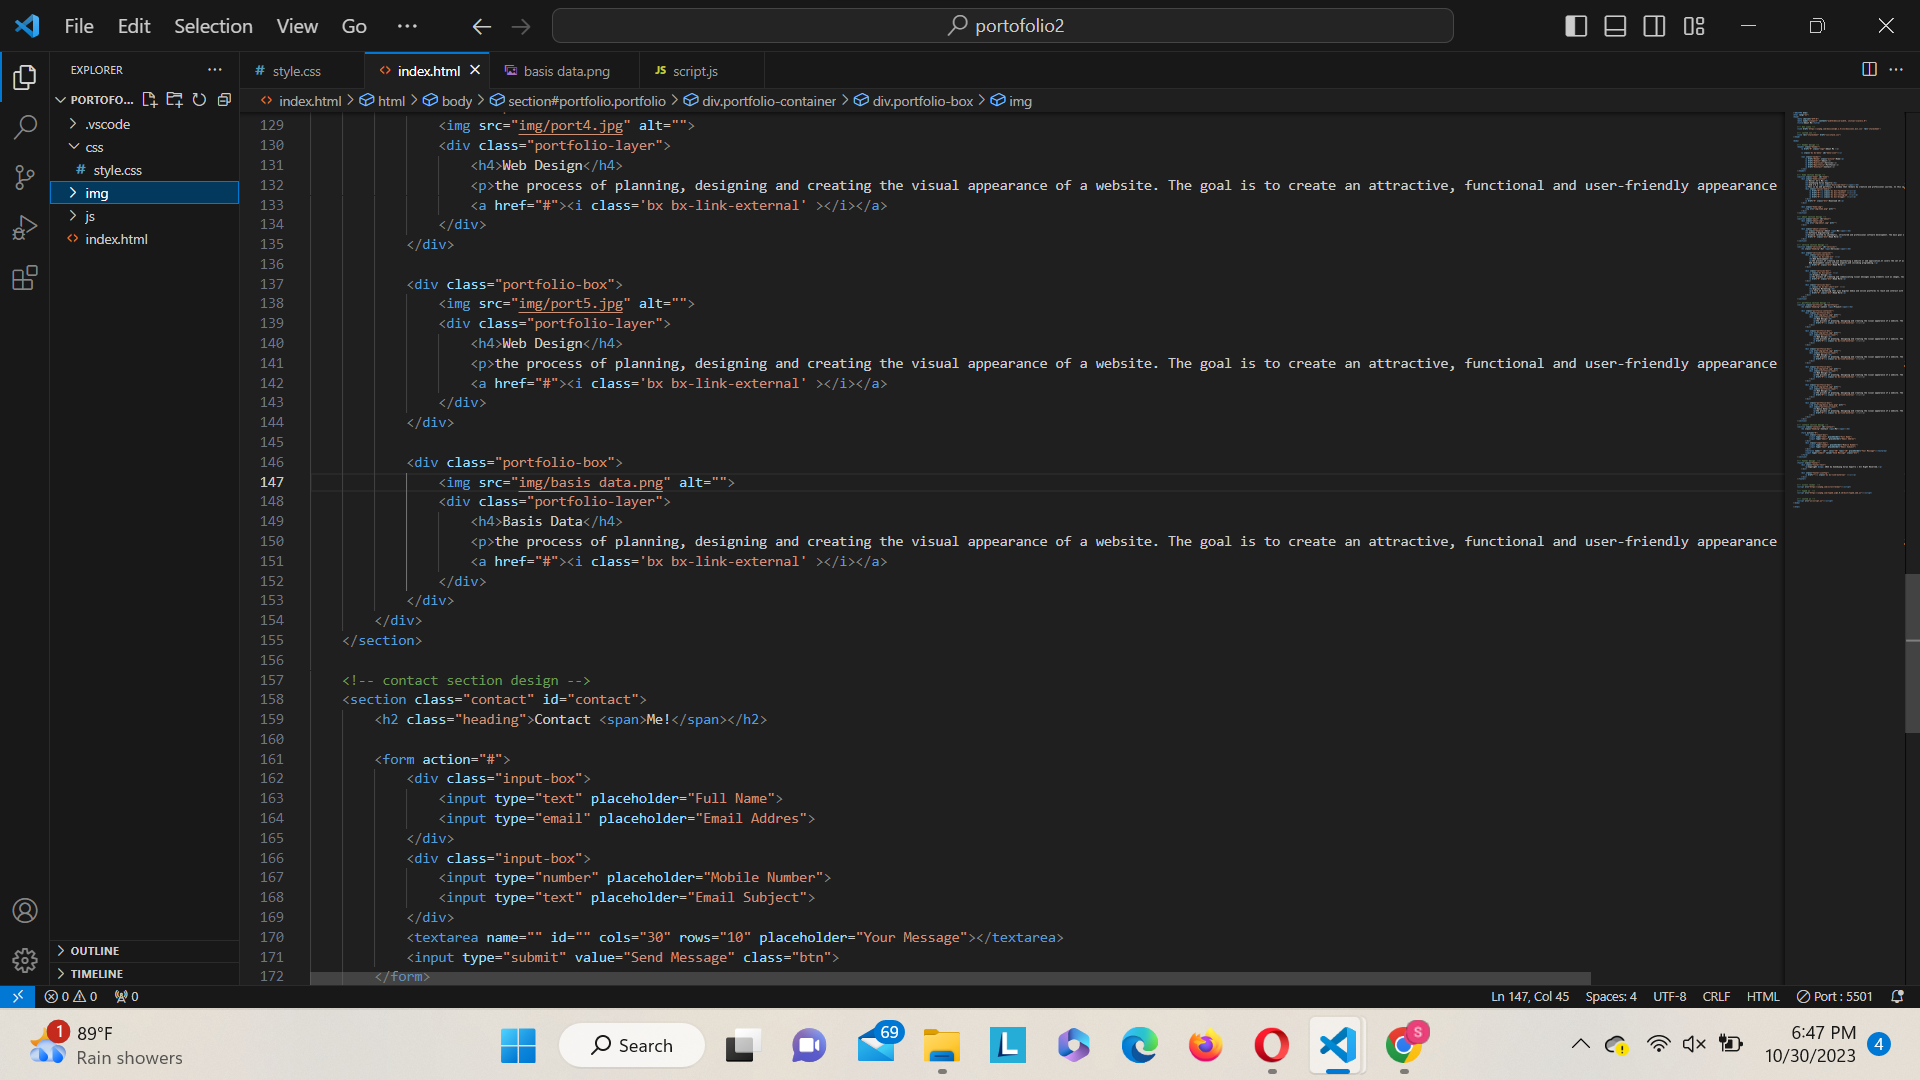 File Edit Selection View Go ··· portofolio2
EXPLORER ···
PORTOFO...
.vscode
css
# style.css
img
js
<> index.html
OUTLINE
TIMELINE
# style.css <> index.html basis data.png JS script.js
<> index.html > html > body > section#portfolio.portfolio > div.portfolio-container > div.portfolio-box > img
129 <img src="img/port4.jpg" alt="">
130 <div class="portfolio-layer">
131 <h4>Web Design</h4>
132 <p>the process of planning, designing and creating the visual appearance of a website. The goal is to create an attractive, functional and user-friendly appearance
133 <a href="#"><i class='bx bx-link-external' ></i></a>
134 </div>
135 </div>
136
137 <div class="portfolio-box">
138 <img src="img/port5.jpg" alt="">
139 <div class="portfolio-layer">
140 <h4>Web Design</h4>
141 <p>the process of planning, designing and creating the visual appearance of a website. The goal is to create an attractive, functional and user-friendly appearance
142 <a href="#"><i class='bx bx-link-external' ></i></a>
143 </div>
144 </div>
145
146 <div class="portfolio-box">
147 <img src="img/basis data.png" alt="">
148 <div class="portfolio-layer">
149 <h4>Basis Data</h4>
150 <p>the process of planning, designing and creating the visual appearance of a website. The goal is to create an attractive, functional and user-friendly appearance
151 <a href="#"><i class='bx bx-link-external' ></i></a>
152 </div>
153 </div>
154 </div>
155 </section>
156
157 <!-- contact section design -->
158 <section class="contact" id="contact">
159 <h2 class="heading">Contact <span>Me!</span></h2>
160
161 <form action="#">
162 <div class="input-box">
163 <input type="text" placeholder="Full Name">
164 <input type="email" placeholder="Email Addres">
165 </div>
166 <div class="input-box">
167 <input type="number" placeholder="Mobile Number">
168 <input type="text" placeholder="Email Subject">
169 </div>
170 <textarea name="" id="" cols="30" rows="10" placeholder="Your Message"></textarea>
171 <input type="submit" value="Send Message" class="btn">
172 </form>
0 0 0 Ln 147, Col 45 Spaces: 4 UTF-8 CRLF HTML Port : 5501
1 89°F
Rain showers
Search
69
L
S
6:47 PM
10/30/2023
4